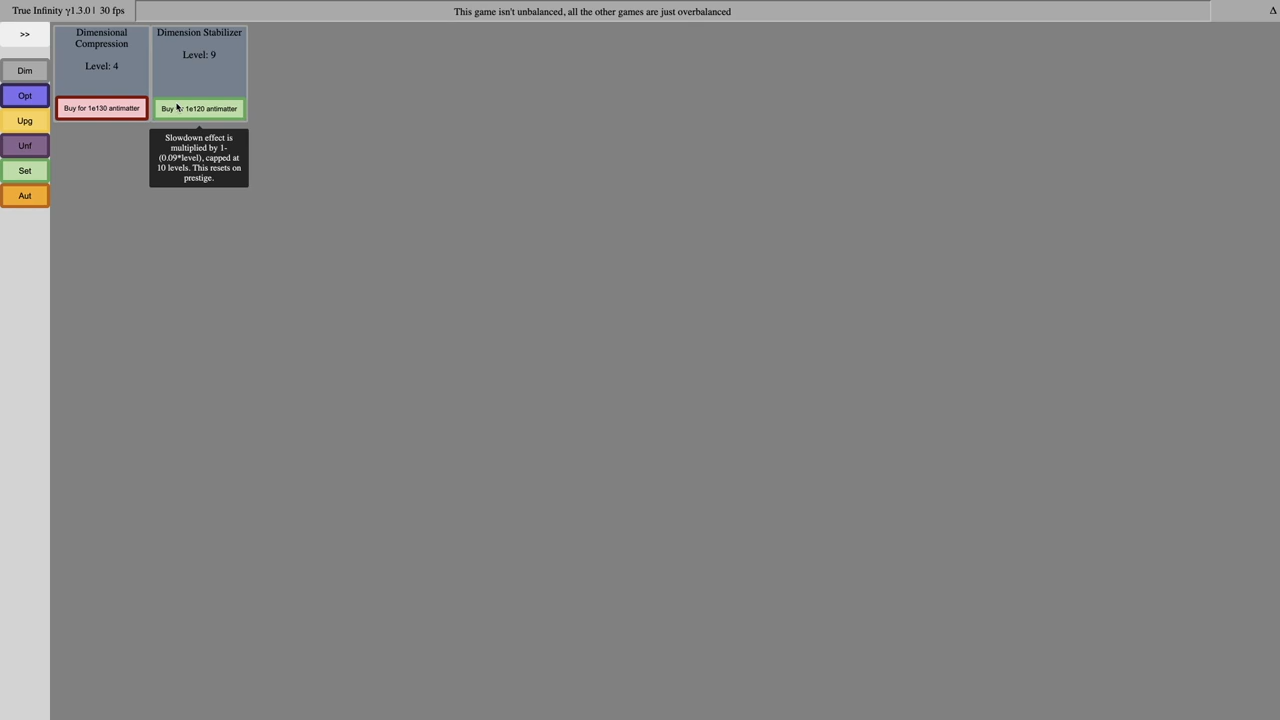 True Infinity γ1.3.0 | 30 fps
This game isn't unbalanced, all the other games are just overbalanced
Δ
>>
Dim
Opt
Upg
Unf
Set
Aut
Dimensional
Compression
Level: 4
Buy for 1e130 antimatter
Dimension Stabilizer
Level: 9
Buy for 1e120 antimatter
Slowdown effect is
multiplied by 1-
(0.09*level), capped at
10 levels. This resets on
prestige.